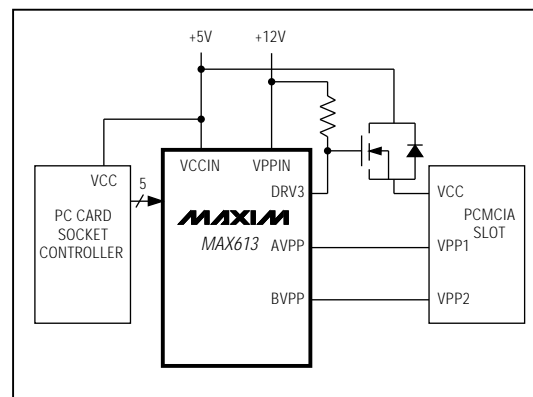 +5V
+12V
VCCIN
VPPIN
VCC
5
PC CARD
SOCKET
CONTROLLER
DRV3
MAXIM
MAX613
AVPP
BVPP
VCC
PCMCIA
SLOT
VPP1
VPP2